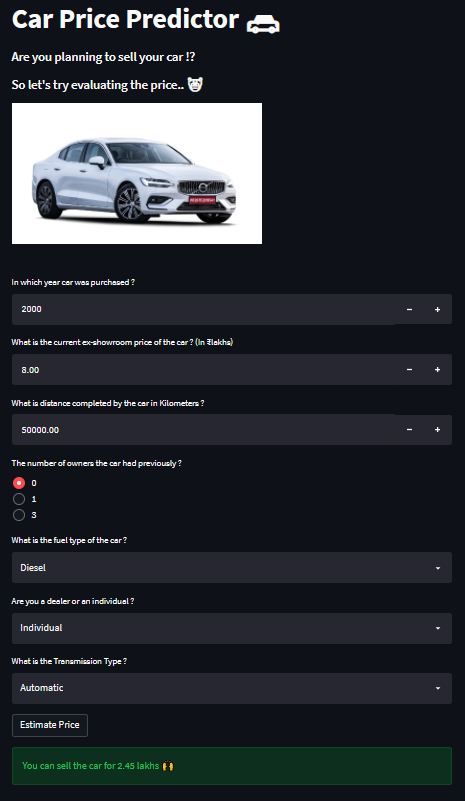 Car Price Predictor 🚗
Are you planning to sell your car !?
So let's try evaluating the price..
In which year car was purchased ?
2000
What is the current ex-showroom price of the car ? (In ₹lakhs)
8.00
What is distance completed by the car in Kilometers ?
50000.00
The number of owners the car had previously ?
0
1
3
What is the fuel type of the car ?
Diesel
Are you a dealer or an individual ?
Individual
What is the Transmission Type ?
Automatic
Estimate Price
You can sell the car for 2.45 lakhs 🙌